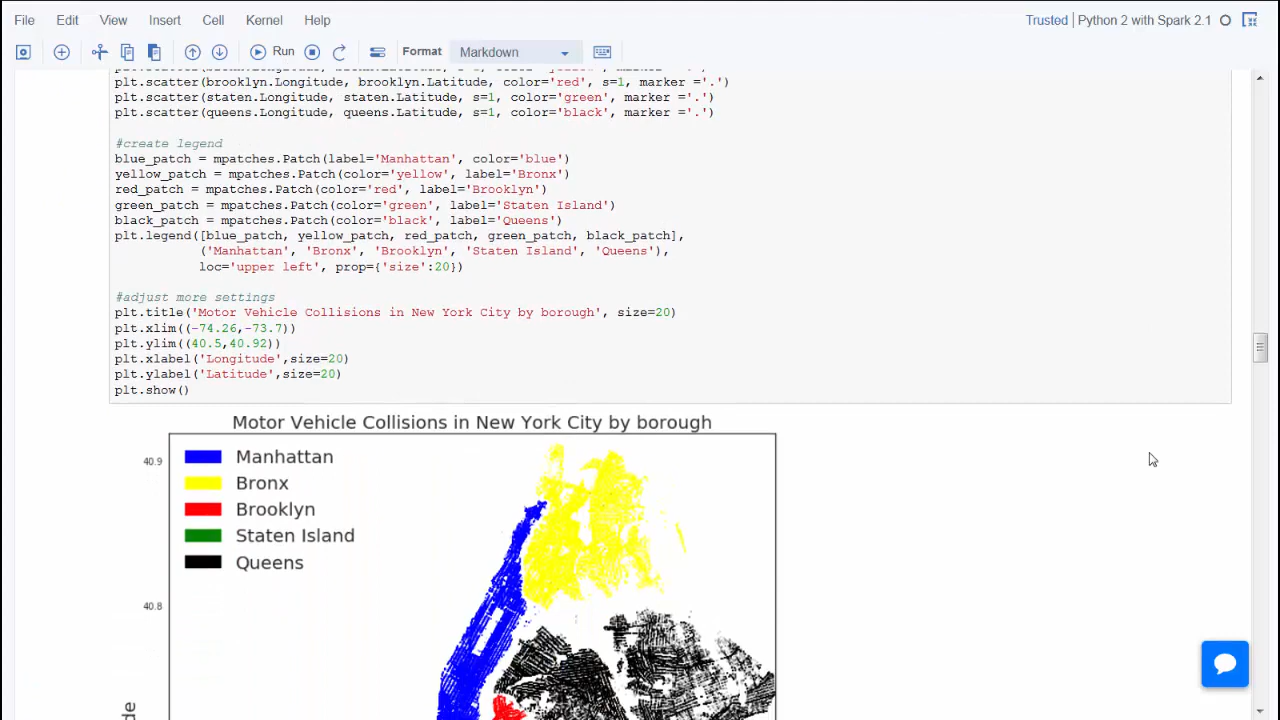 File Edit View Insert Cell Kernel Help Trusted Python 2 with Spark 2.1
Run Format Markdown
plt.scatter(brooklyn.Longitude, brooklyn.Latitude, color='red', s=1, marker ='.')
plt.scatter(staten.Longitude, staten.Latitude, s=1, color='green', marker ='.')
plt.scatter(queens.Longitude, queens.Latitude, s=1, color='black', marker ='.')
#create legend
blue_patch = mpatches.Patch(label='Manhattan', color='blue')
yellow_patch = mpatches.Patch(color='yellow', label='Bronx')
red_patch = mpatches.Patch(color='red', label='Brooklyn')
green_patch = mpatches.Patch(color='green', label='Staten Island')
black_patch = mpatches.Patch(color='black', label='Queens')
plt.legend([blue_patch, yellow_patch, red_patch, green_patch, black_patch],
('Manhattan', 'Bronx', 'Brooklyn', 'Staten Island', 'Queens'),
loc='upper left', prop={'size':20})
#adjust more settings
plt.title('Motor Vehicle Collisions in New York City by borough', size=20)
plt.xlim((-74.26,-73.7))
plt.ylim((40.5,40.92))
plt.xlabel('Longitude',size=20)
plt.ylabel('Latitude',size=20)
plt.show()
Motor Vehicle Collisions in New York City by borough
40.9
Manhattan
Bronx
Brooklyn
Staten Island
Queens
40.8
de